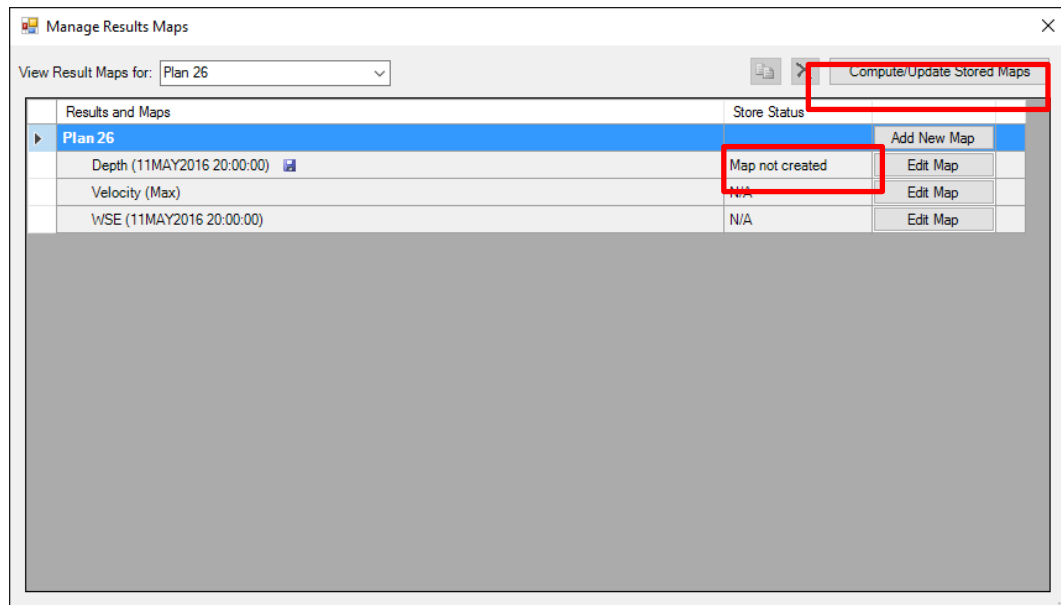 Manage Results Maps
View Result Maps for: Plan 26 Compute/Update Stored Maps
Results and Maps Store Status
Plan 26 Add New Map
Depth (11MAY2016 20:00:00) Map not created Edit Map
Velocity (Max) N/A Edit Map
WSE (11MAY2016 20:00:00) N/A Edit Map